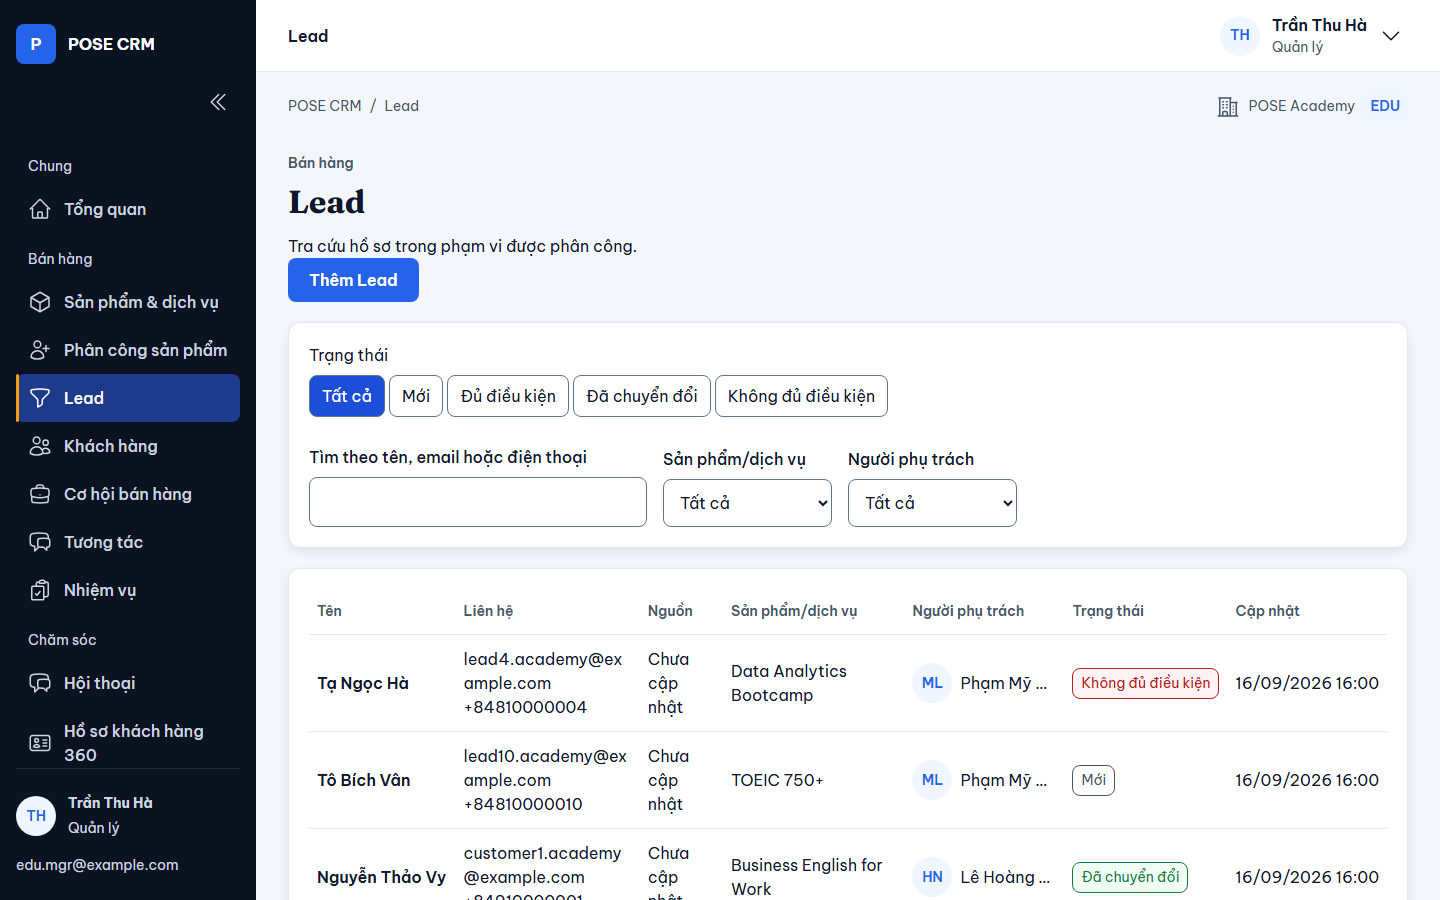 P POSE CRM
Chung
Tổng quan
Bán hàng
Sản phẩm & dịch vụ
Phân công sản phẩm
Lead
Khách hàng
Cơ hội bán hàng
Tương tác
Nhiệm vụ
Chăm sóc
Hội thoại
Hồ sơ khách hàng
360
TH Trần Thu Hà
Quản lý
edu.mgr@example.com
Lead
TH Trần Thu Hà
Quản lý
POSE CRM / Lead
POSE Academy EDU
Bán hàng
Lead
Tra cứu hồ sơ trong phạm vi được phân công.
Thêm Lead
Trạng thái
Tất cả Mới Đủ điều kiện Đã chuyển đổi Không đủ điều kiện
Tìm theo tên, email hoặc điện thoại Sản phẩm/dịch vụ Người phụ trách
Tất cả Tất cả
Tên Liên hệ Nguồn Sản phẩm/dịch vụ Người phụ trách Trạng thái Cập nhật
Tạ Ngọc Hà
lead4.academy@ex
ample.com
+84810000004
Chưa
cập
nhật
Data Analytics
Bootcamp
ML Phạm Mỹ ...
Không đủ điều kiện
16/09/2026 16:00
Tô Bích Vân
lead10.academy@ex
ample.com
+84810000010
Chưa
cập
nhật
TOEIC 750+
ML Phạm Mỹ ...
Mới
16/09/2026 16:00
Nguyễn Thảo Vy
customer1.academy
@example.com
Chưa
cập
nhật
Business English for
Work
HN Lê Hoàng ...
Đã chuyển đổi
16/09/2026 16:00